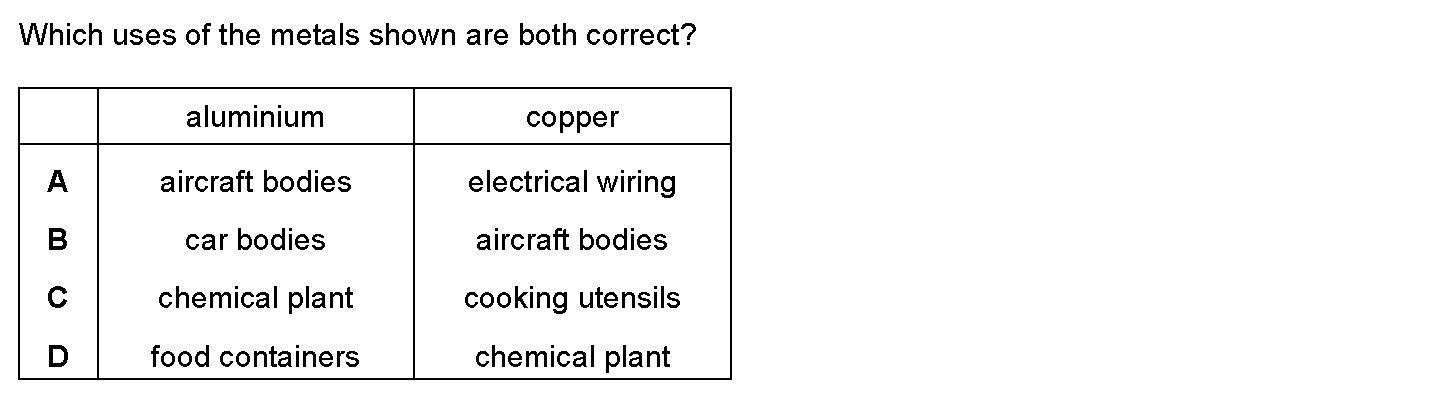 Which uses of the metals shown are both correct?
aluminium copper
A aircraft bodies electrical wiring
B car bodies aircraft bodies
C chemical plant cooking utensils
D food containers chemical plant